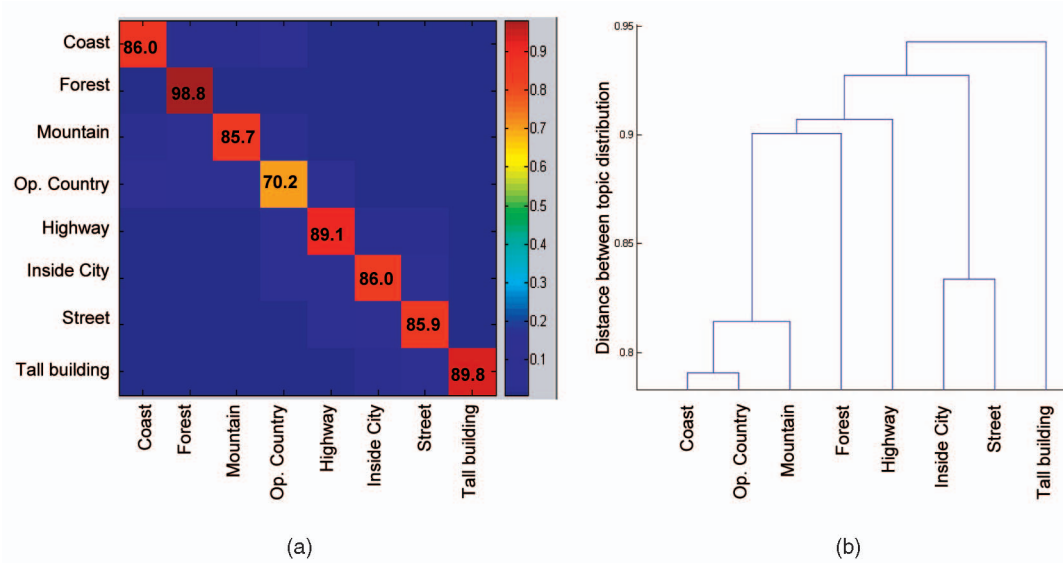 Coast
Forest
Mountain
Op. Country
Highway
Inside City
Street
Tall building
86.0
98.8
85.7
70.2
89.1
86.0
85.9
89.8
Coast
Forest
Mountain
Op. Country
Highway
Inside City
Street
Tall building
0.9
0.8
0.7
0.6
0.5
0.4
0.3
0.2
0.1
(a)
Distance between topic distribution
0.95
0.9
0.85
0.8
Coast
Op. Country
Mountain
Forest
Highway
Inside City
Street
Tall building
(b)